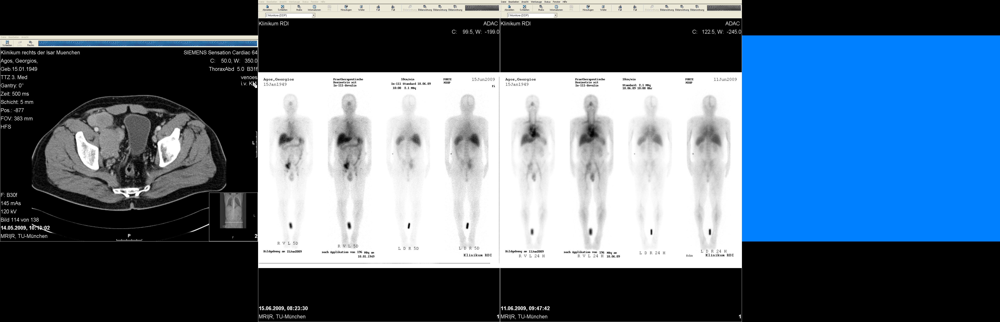 Datei Bearbeiten Ansicht
Schließen Links Rechts
Klinikum rechts der Isar Muenchen
Agos, Georgios,
Geb.15.01.1949
TTZ 3. Med
Gantry: 0°
Zeit: 500 ms
Schicht: 5 mm
Pos.: -877
FOV: 383 mm
HFS
SIEMENS Sensation Cardiac 64
C: 50.0, W: 350.0
ThoraxAbd 5.0 B31f
venoes
i.v. KM
L
F: B30f
145 mAs
120 kV
Bild 114 von 138
14.05.2009, 10:13:02
MRI|R, TU-München
P
1
138
L
F
2
Datei Bearbeiten Ansicht Werkzeuge Status Fenster Hilfe
Abmelden Schließen Matrix Informationen RIS Hinzufügen Weiter Fall Fall Bildanordnung Bildanordnung Bildanordnung Bildanordnung
2 Monitore (DDP)
Klinikum RDI
ADAC
C: 99.5, W: -199.0
Agos,Georgios
15Jan1949
Praetherapeutische
Dosimetrie mit
In-111-Zevalin
10cm/min
In-111 Standard 10.06.09
10:00 2.1 MBq
FORTE
MEGP
15Jun2009
Fi
R V L 5D
R V L 5D
L D R 5D
L D R 5D
Bildgebung am 15Jun2009
nach Applikation von 196 MBq am
10.01.1949
Klinikum RDI
15.06.2009, 08:23:30
MRI|R, TU-München
1
Datei Bearbeiten Ansicht Werkzeuge Status Fenster Hilfe
Abmelden Schließen Matrix Informationen RIS Hinzufügen Weiter Fall Fall Bildanordnung Bildanordnung Bildanordnung Bildanordnung
2 Monitore (DDP)
Klinikum RDI
ADAC
C: 122.5, W: -245.0
Agos,Georgios
15Jan1949
Praetherapeutische
Dosimetrie mit
In-111-Zevalin
10cm/min
Standard: 2,1 MBq
10.06.09 10:00 Uhr
FORTE
MEGP
11Jun2009
Bildgebung am 11Jun2009
R V L 24 H
nach Applikation von 196 MBq am
R V L 24 H 10.06.09
L D R 24 H
L D R 24 H
Scha
Klinikum RDI
11.06.2009, 09:47:42
MRI|R, TU-München
1